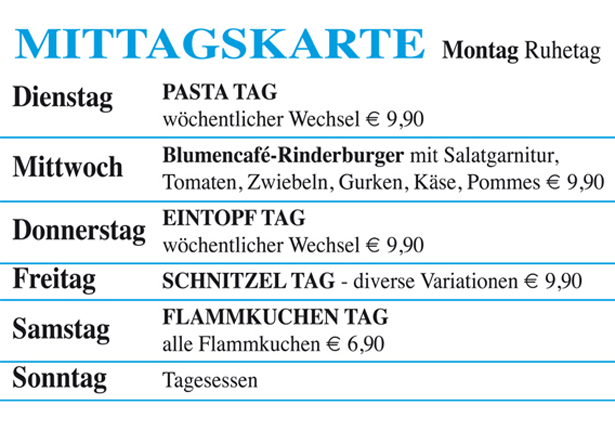 MITTAGSKARTE Montag Ruhetag
Dienstag
PASTA TAG
wöchentlicher Wechsel € 9,90
Mittwoch
Blumencafé-Rinderburger mit Salatgarnitur,
Tomaten, Zwiebeln, Gurken, Käse, Pommes € 9,90
Donnerstag
EINTOPF TAG
wöchentlicher Wechsel € 9,90
Freitag SCHNITZEL TAG - diverse Variationen € 9,90
Samstag
FLAMMKUCHEN TAG
alle Flammkuchen € 6,90
Sonntag Tagesessen